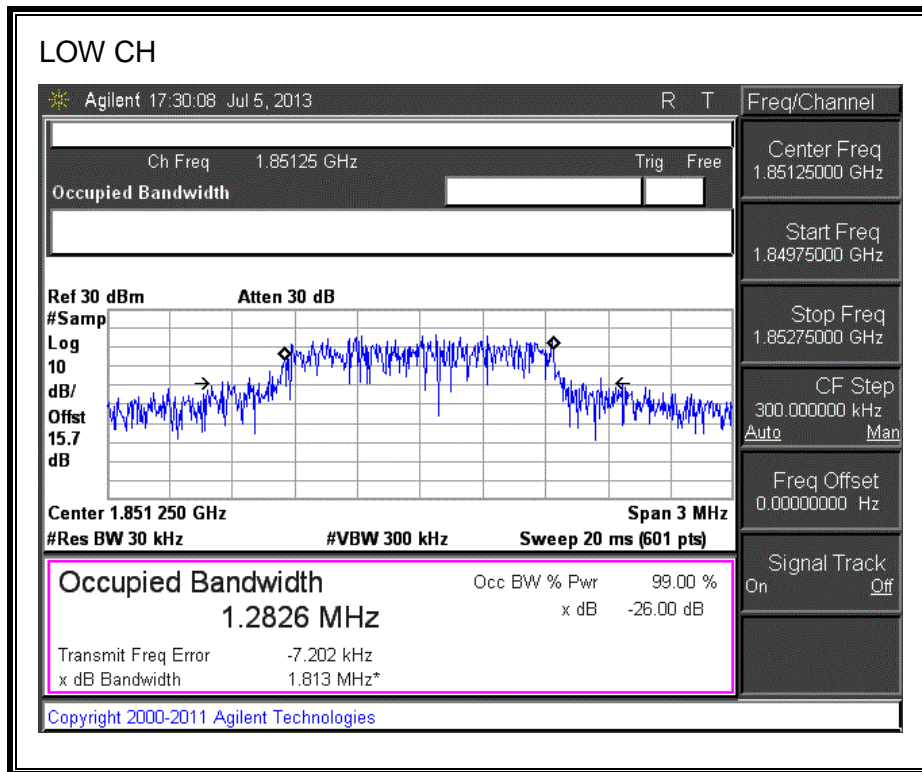 LOW CH
Agilent 17:30:08 Jul 5, 2013 R T Freq/Channel
Ch Freq 1.85125 GHz Trig Free
Occupied Bandwidth
Center Freq
1.85125000 GHz
Start Freq
1.84975000 GHz
Stop Freq
1.85275000 GHz
CF Step
300.000000 kHz
Auto Man
Freq Offset
0.00000000 Hz
Signal Track
On Off
Ref 30 dBm Atten 30 dB
#Samp
Log
10
dB/
Offst
15.7
dB
Center 1.851 250 GHz Span 3 MHz
#Res BW 30 kHz #VBW 300 kHz Sweep 20 ms (601 pts)
Occupied Bandwidth Occ BW % Pwr 99.00 %
1.2826 MHz x dB -26.00 dB
Transmit Freq Error -7.202 kHz
x dB Bandwidth 1.813 MHz*
Copyright 2000-2011 Agilent Technologies